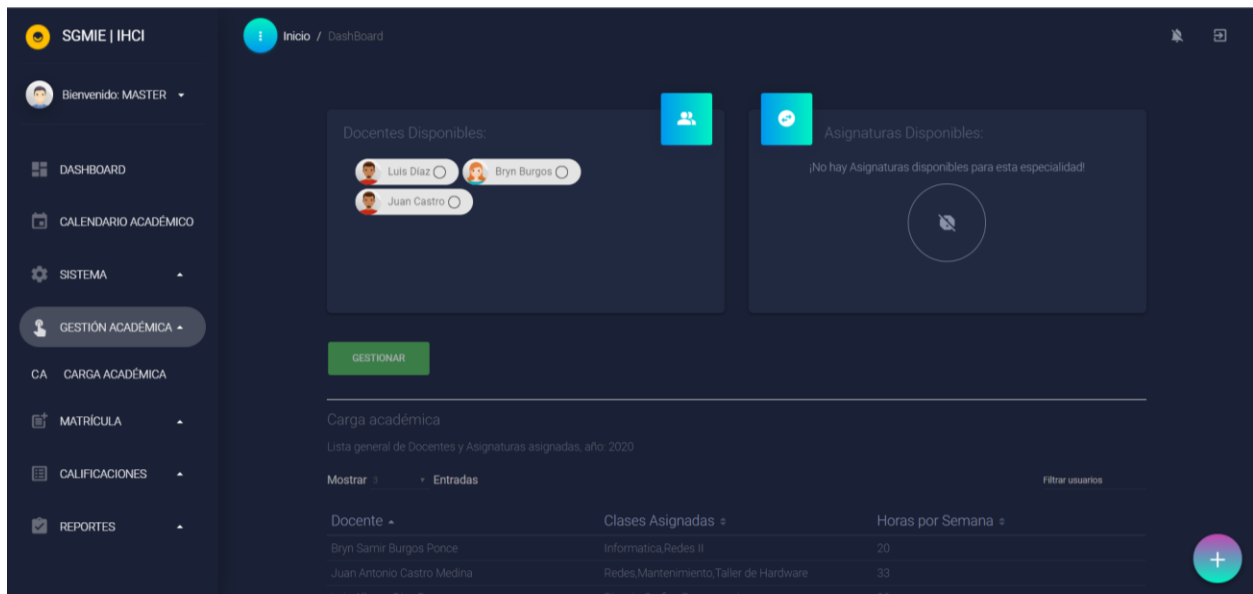 SGMIE | IHCI
Inicio / DashBoard
Bienvenido: MASTER
DASHBOARD
CALENDARIO ACADÉMICO
SISTEMA
GESTIÓN ACADÉMICA
CA CARGA ACADÉMICA
MATRÍCULA
CALIFICACIONES
REPORTES
Docentes Disponibles:
Luis Díaz
Bryn Burgos
Juan Castro
Asignaturas Disponibles:
¡No hay Asignaturas disponibles para esta especialidad!
GESTIONAR
Carga académica
Lista general de Docentes y Asignaturas asignadas, año: 2020
Mostrar 3 Entradas
Filtrar usuarios
Docente Clases Asignadas Horas por Semana
Bryn Samir Burgos Ponce Informatica,Redes II 20
Juan Antonio Castro Medina Redes,Mantenimiento,Taller de Hardware 33